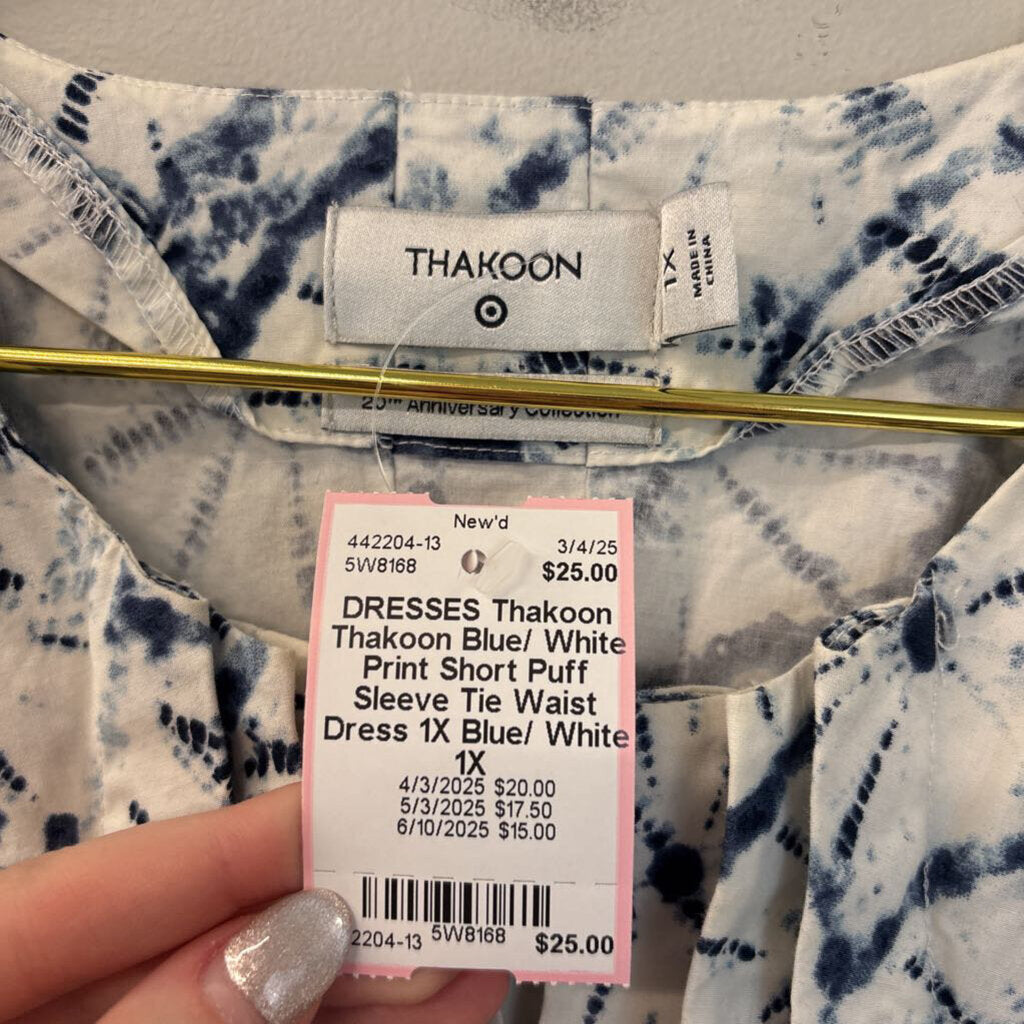 THAKOON
1X
MADE IN
CHINA
20TH Anniversary Collection
New'd
442204-13 3/4/25
5W8168 $25.00
DRESSES Thakoon
Thakoon Blue/ White
Print Short Puff
Sleeve Tie Waist
Dress 1X Blue/ White
1X
4/3/2025 $20.00
5/3/2025 $17.50
6/10/2025 $15.00
2204-13 5W8168 $25.00